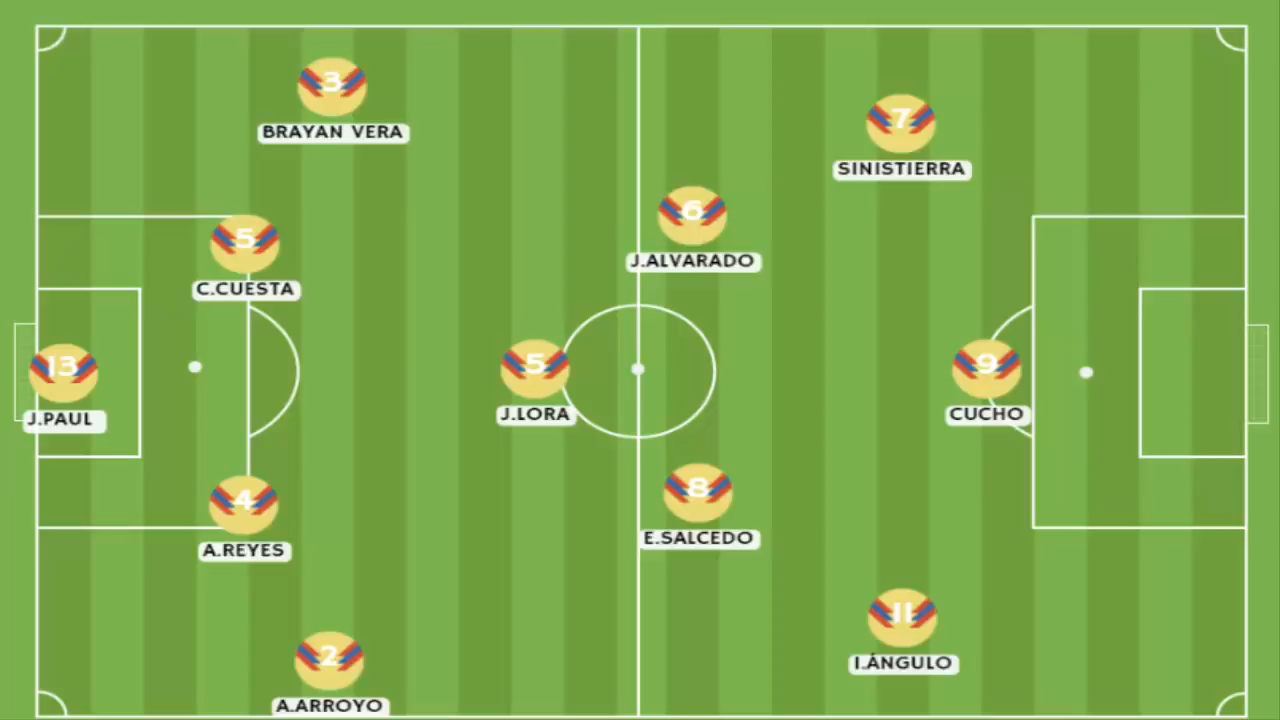 3
BRAYAN VERA
7
SINISTIERRA
6
J.ALVARADO
5
C.CUESTA
13
J.PAUL
5
J.LORA
9
CUCHO
4
A.REYES
8
E.SALCEDO
11
I.ÁNGULO
2
A.ARROYO